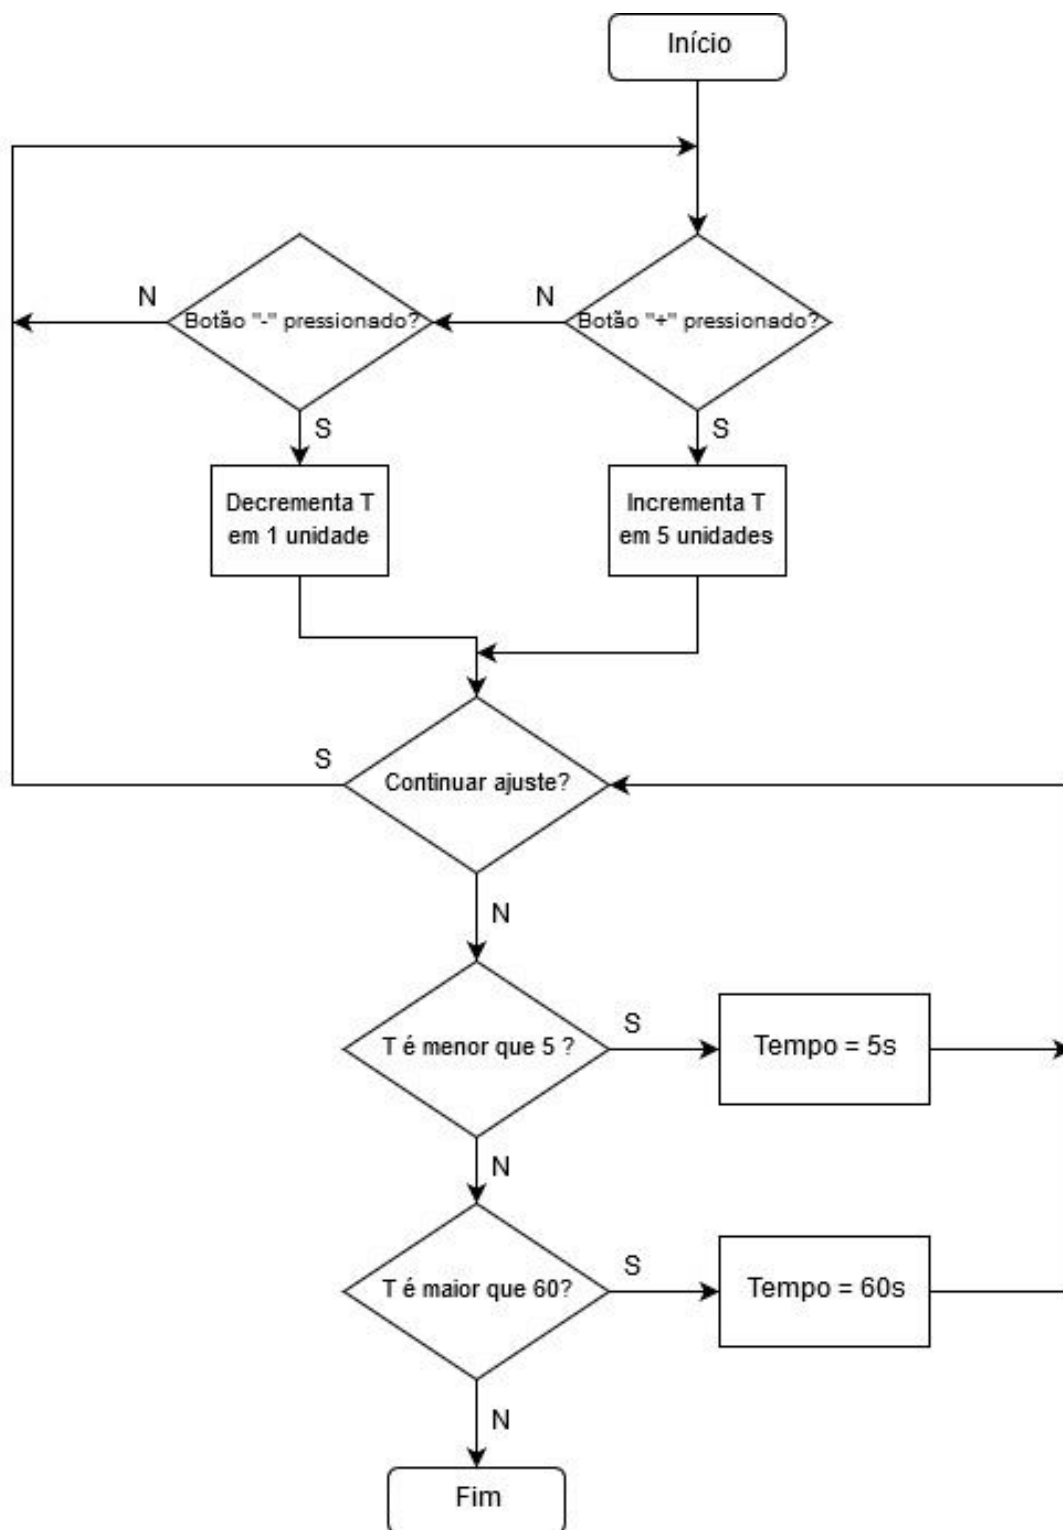 Início
N
Botão "-" pressionado?
N
Botão "+" pressionado?
S
S
Decrementa T
em 1 unidade
Incrementa T
em 5 unidades
S
Continuar ajuste?
N
T é menor que 5 ?
S
Tempo = 5s
N
T é maior que 60?
S
Tempo = 60s
N
Fim